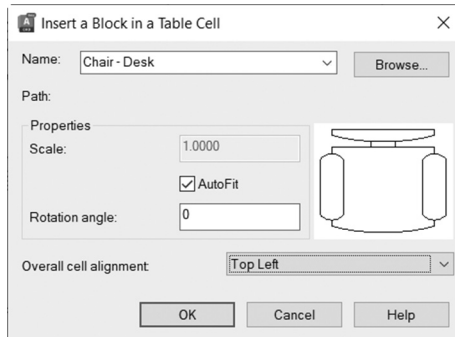 Insert a Block in a Table Cell
Name: Chair - Desk Browse...
Path:
Properties
Scale: 1.0000
AutoFit
Rotation angle: 0
Overall cell alignment: Top Left
OK Cancel Help